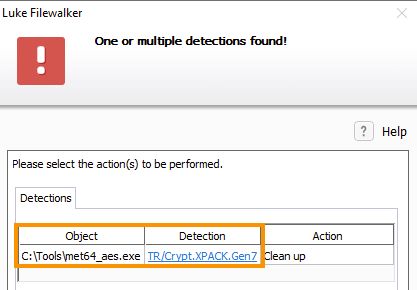 Luke Filewalker
One or multiple detections found!
? Help
Please select the action(s) to be performed.
Detections
Object Detection Action
C:\Tools\met64_aes.exe TR/Crypt.XPACK.Gen7 Clean up